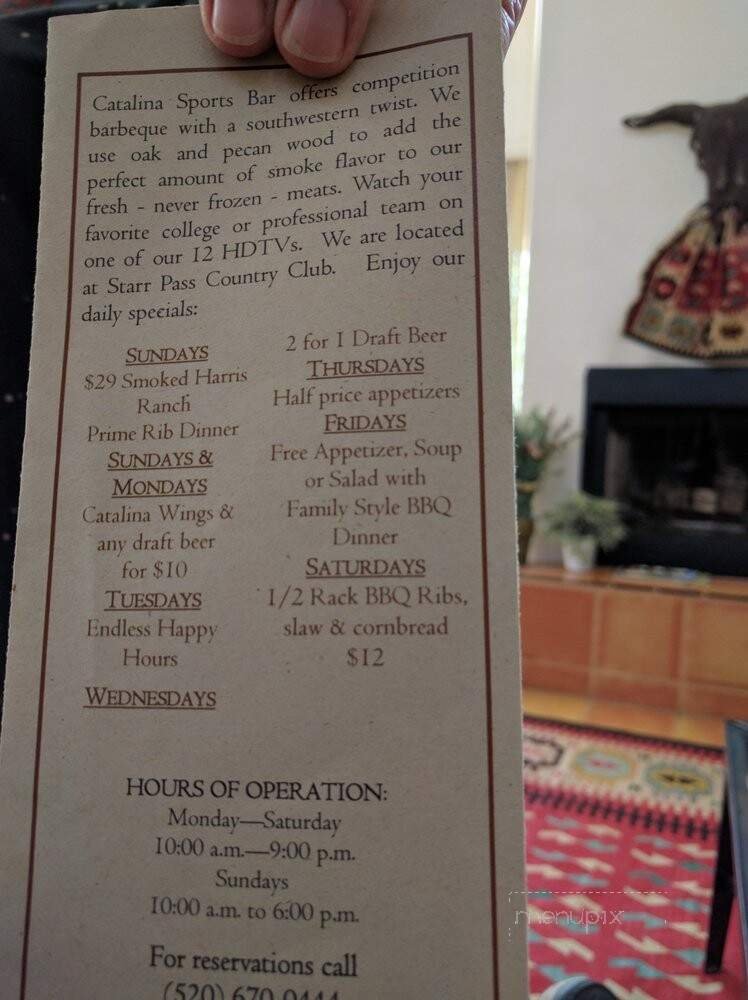 Catalina Sports Bar offers competition
barbeque with a southwestern twist. We
use oak and pecan wood to add the
perfect amount of smoke flavor to our
fresh - never frozen - meats. Watch your
favorite college or professional team on
one of our 12 HDTVs. We are located
at Starr Pass Country Club. Enjoy our
daily specials:
SUNDAYS
$29 Smoked Harris
Ranch
Prime Rib Dinner
SUNDAYS &
MONDAYS
Catalina Wings &
any draft beer
for $10
TUESDAYS
Endless Happy
Hours
WEDNESDAYS
2 for 1 Draft Beer
THURSDAYS
Half price appetizers
FRIDAYS
Free Appetizer, Soup
or Salad with
Family Style BBQ
Dinner
SATURDAYS
1/2 Rack BBQ Ribs,
slaw & cornbread
$12
HOURS OF OPERATION:
Monday—Saturday
10:00 a.m.—9:00 p.m.
Sundays
10:00 a.m. to 6:00 p.m.
For reservations call
(520) 670-0444
menupix